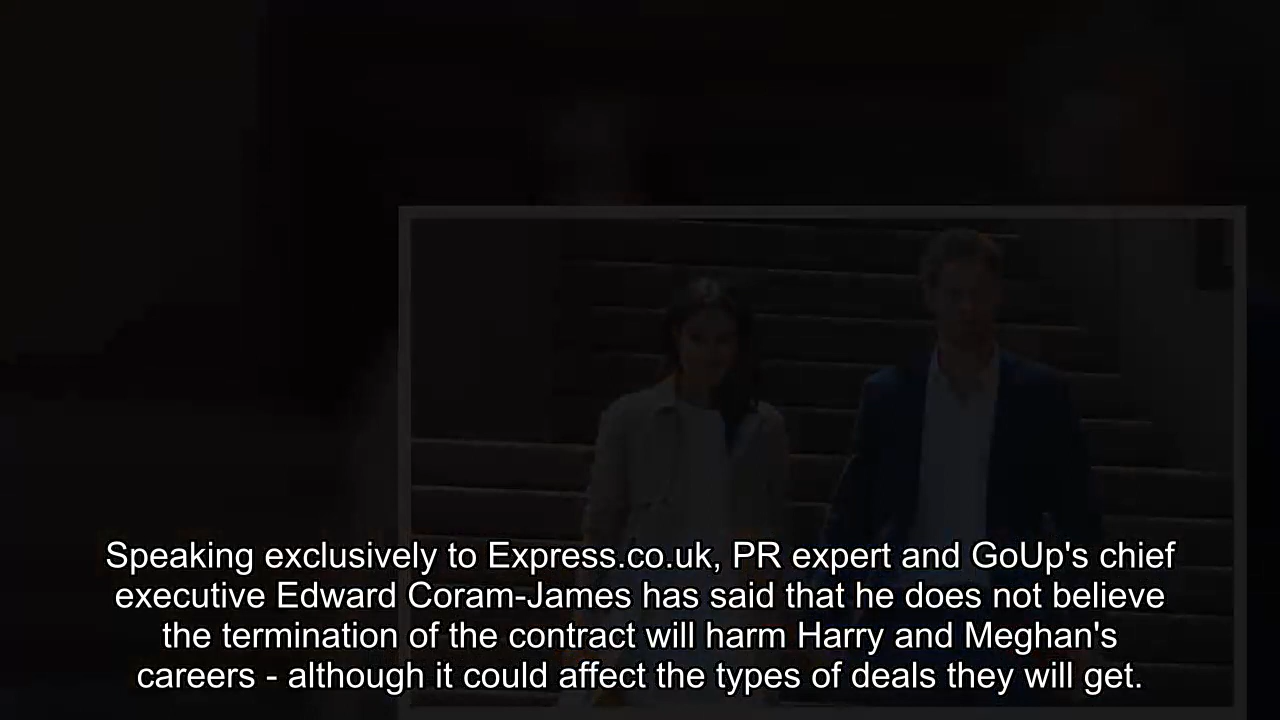 Speaking exclusively to Express.co.uk, PR expert and GoUp's chief
executive Edward Coram-James has said that he does not believe
the termination of the contract will harm Harry and Meghan's
careers - although it could affect the types of deals they will get.